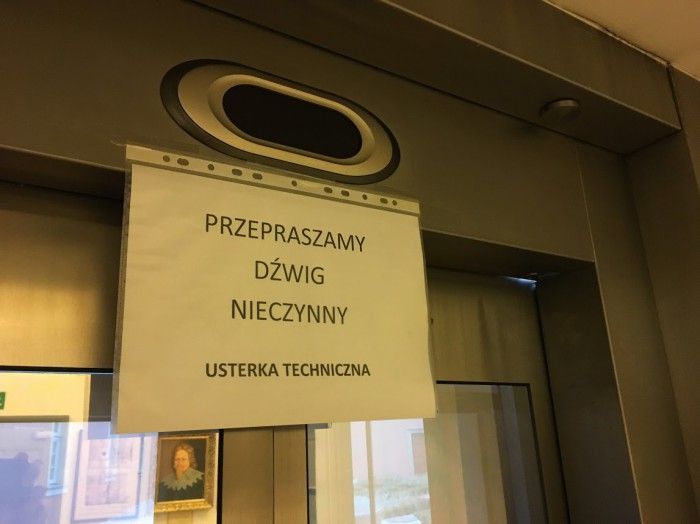 PRZEPRASZAMY
DŹWIG
NIECZYNNY
USTERKA TECHNICZNA